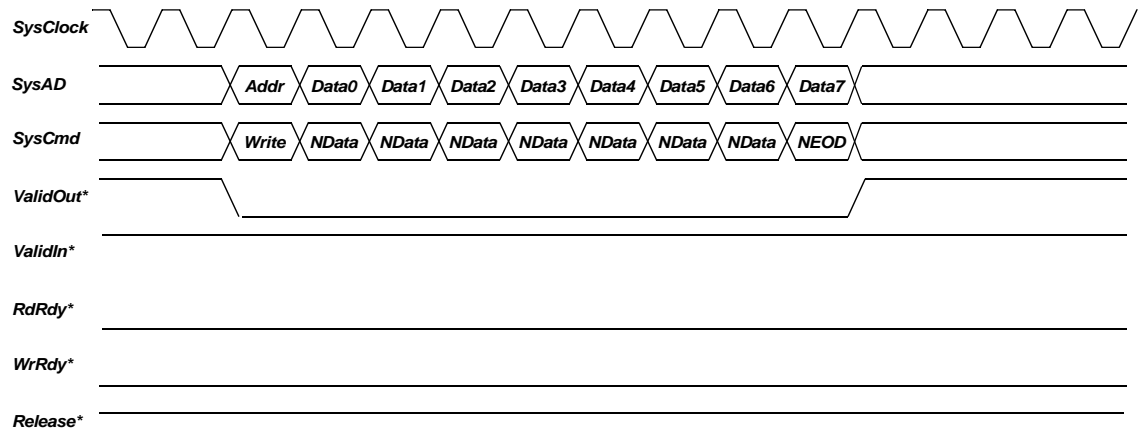 SysClock
SysAD Addr Data0 Data1 Data2 Data3 Data4 Data5 Data6 Data7
SysCmd Write NData NData NData NData NData NData NData NEOD
ValidOut*
ValidIn*
RdRdy*
WrRdy*
Release*